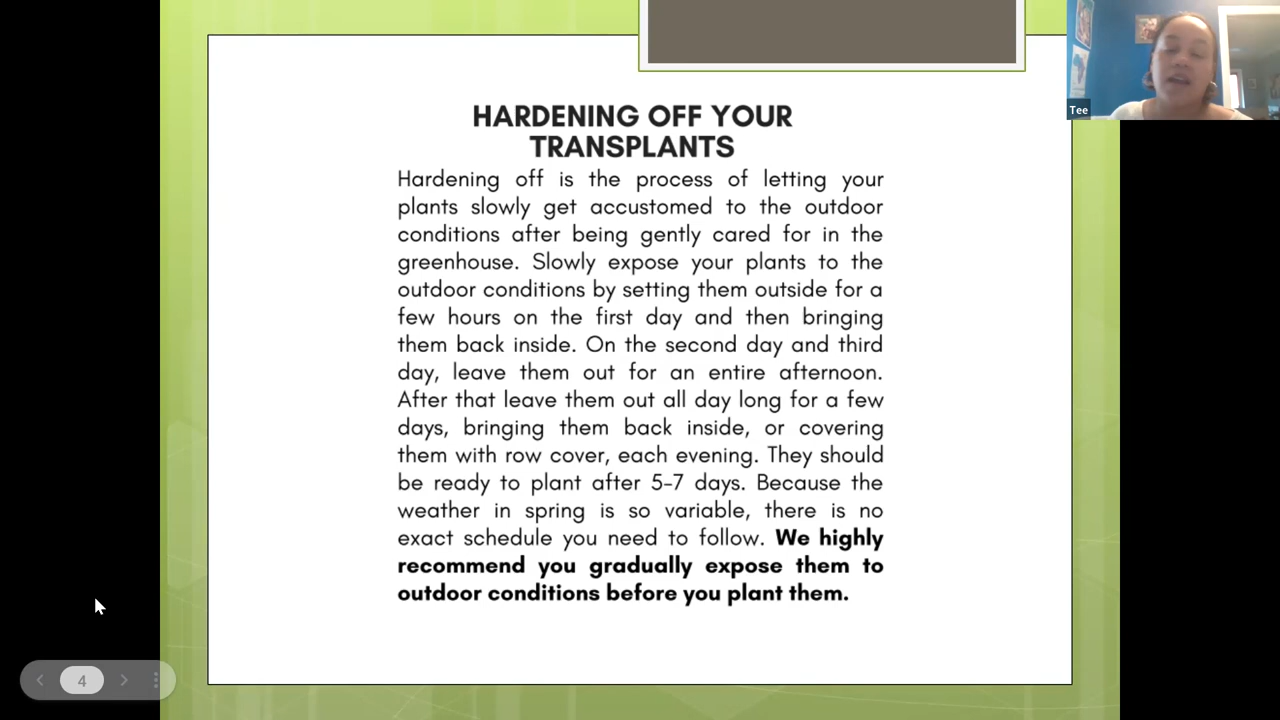 HARDENING OFF YOUR
TRANSPLANTS
Hardening off is the process of letting your
plants slowly get accustomed to the outdoor
conditions after being gently cared for in the
greenhouse. Slowly expose your plants to the
outdoor conditions by setting them outside for a
few hours on the first day and then bringing
them back inside. On the second day and third
day, leave them out for an entire afternoon.
After that leave them out all day long for a few
days, bringing them back inside, or covering
them with row cover, each evening. They should
be ready to plant after 5-7 days. Because the
weather in spring is so variable, there is no
exact schedule you need to follow. We highly
recommend you gradually expose them to
outdoor conditions before you plant them.
Tee
4